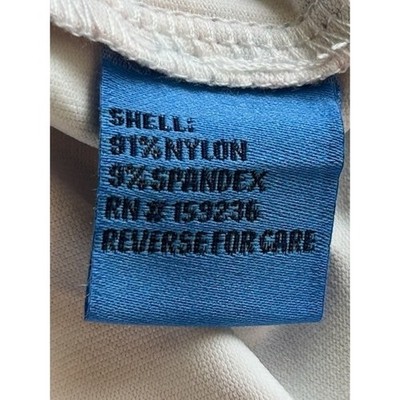 SHELL:
91% NYLON
9% SPANDEX
RN # 159236
REVERSE FOR CARE